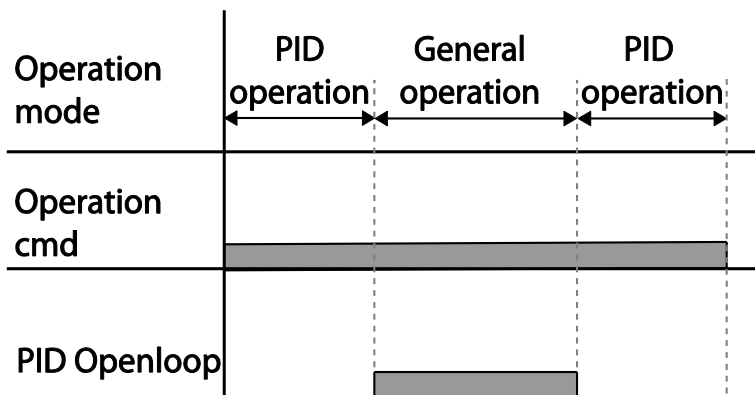 Operation
mode
PID
operation
General
operation
PID
operation
Operation
cmd
PID Openloop